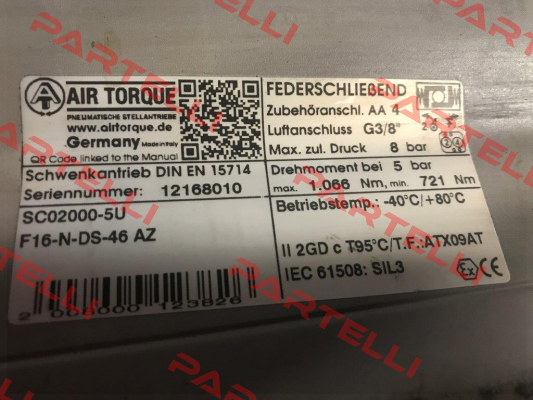 AIR TORQUE
PNEUMATISCHE STELLANTRIEBE
www.airtorque.de
Germany Made in Italy
QR Code linked to the Manual
Schwenkantrieb DIN EN 15714
Seriennummer: 12168010
SC02000-5U
F16-N-DS-46 AZ
FEDERSCHLIEßEND
Zubehöranschl. AA 4
Luftanschluss G3/8"
Max. zul. Druck 8 bar
Drehmoment bei 5 bar
max. 1.066 Nm, min. 721 Nm
Betriebstemp.: -40°C/+80°C
II 2GD c T95°C/T.F.:ATX09AT
IEC 61508: SIL3
Ex CE
PARTELLI
PARTELLI
PARTELLI
PARTELLI